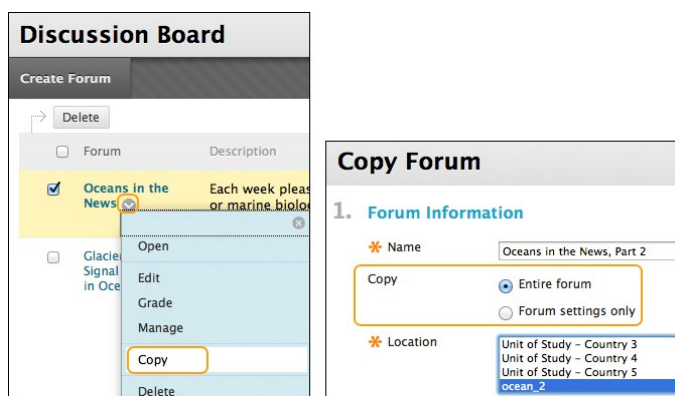 Discussion Board
Create Forum
Delete
Forum Description
Oceans in the Each week pleas
News or marine biolo
Open
Glacie
Signal
in Oce
Edit
Grade
Manage
Copy
Delete
Copy Forum
1. Forum Information
Name Oceans in the News, Part 2
Copy Entire forum
Forum settings only
Location Unit of Study - Country 3
Unit of Study - Country 4
Unit of Study - Country 5
ocean_2